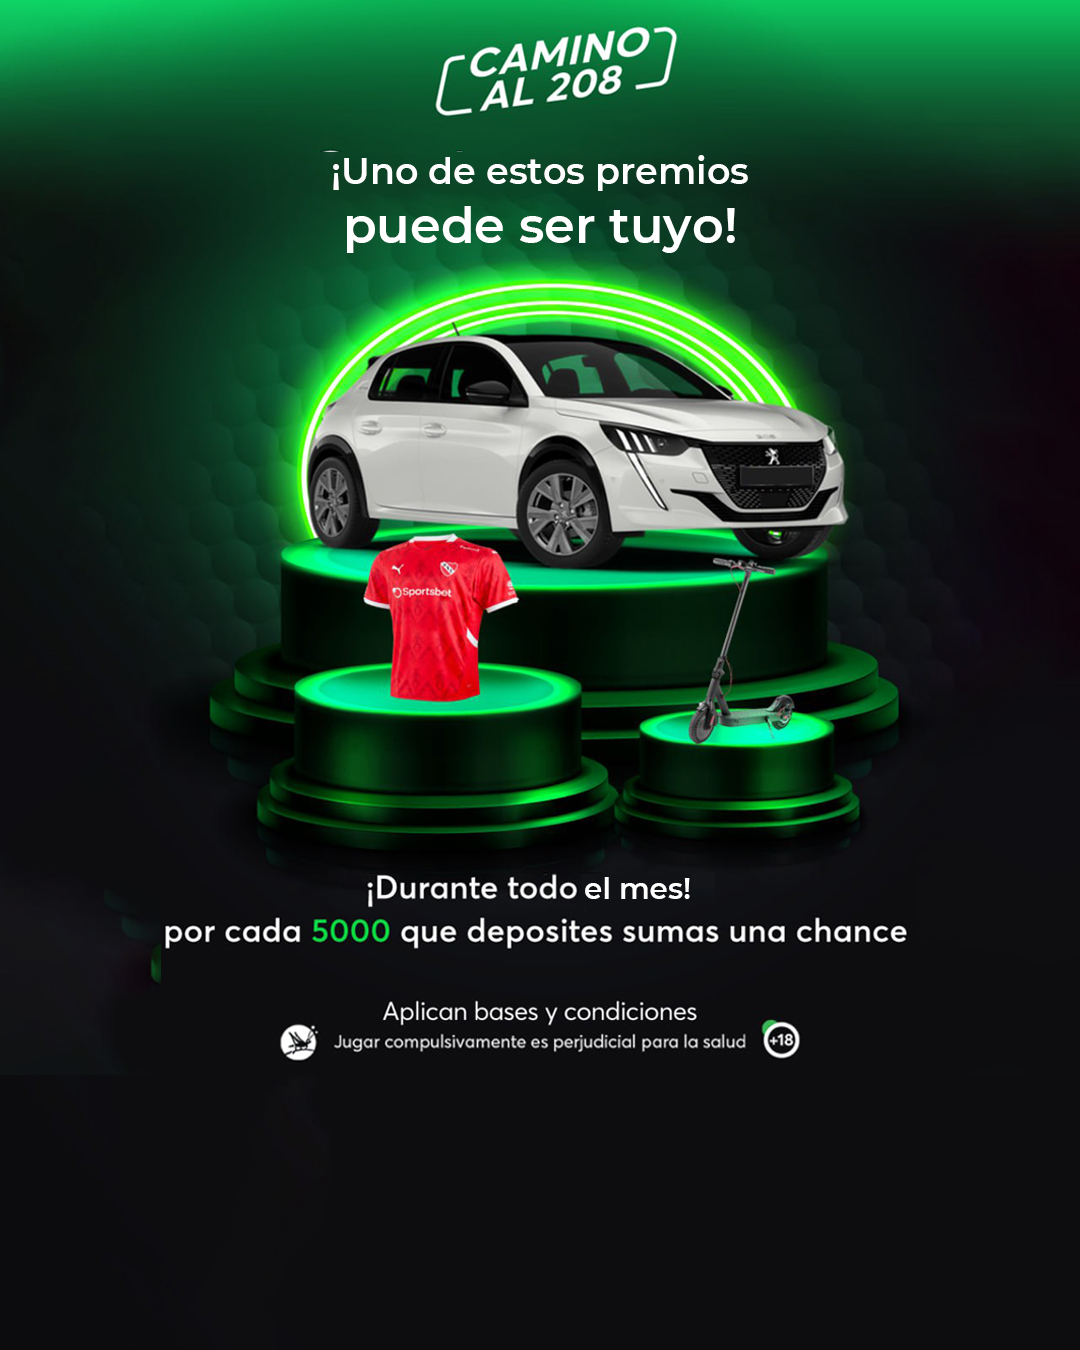 CAMINO
AL 208
¡Uno de estos premios
puede ser tuyo!
Sportsbet
¡Durante todo el mes!
por cada 5000 que deposites sumas una chance
Aplican bases y condiciones
Jugar compulsivamente es perjudicial para la salud
+18